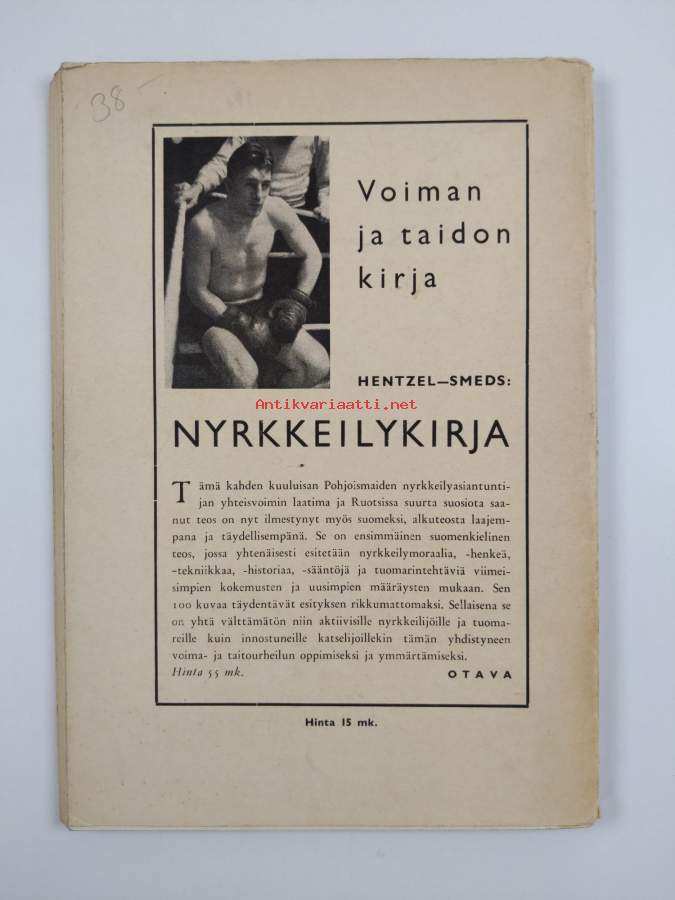 38 –
Voiman
ja taidon
kirja
HENTZEL—SMEDS:
Antikvariaatti.net
NYRKKEILYKIRJA
Tämä kahden kuuluisan Pohjoismaiden nyrkkeilyasiantunti-
jan yhteisvoimin laatima ja Ruotsissa suurta suosiota saa-
nut teos on nyt ilmestynyt myös suomeksi, alkuteosta laajem-
pana ja täydellisempänä. Se on ensimmäinen suomenkielinen
teos, jossa yhtenäisesti esitetään nyrkkeilymoraalia, -henkeä,
-tekniikkaa, -historiaa, -sääntöjä ja tuomarintehtäviä viimei-
simpien kokemusten ja uusimpien määräysten mukaan. Sen
100 kuvaa täydentävät esityksen rikkumattomaksi. Sellaisena se
on yhtä välttämätön niin aktiivisille nyrkkeilijöille ja tuoma-
reille kuin innostuneille katselijoillekin tämän yhdistyneen
voima- ja taitourheilun oppimiseksi ja ymmärtämiseksi.
Hinta 55 mk.
OTAVA
Hinta 15 mk.